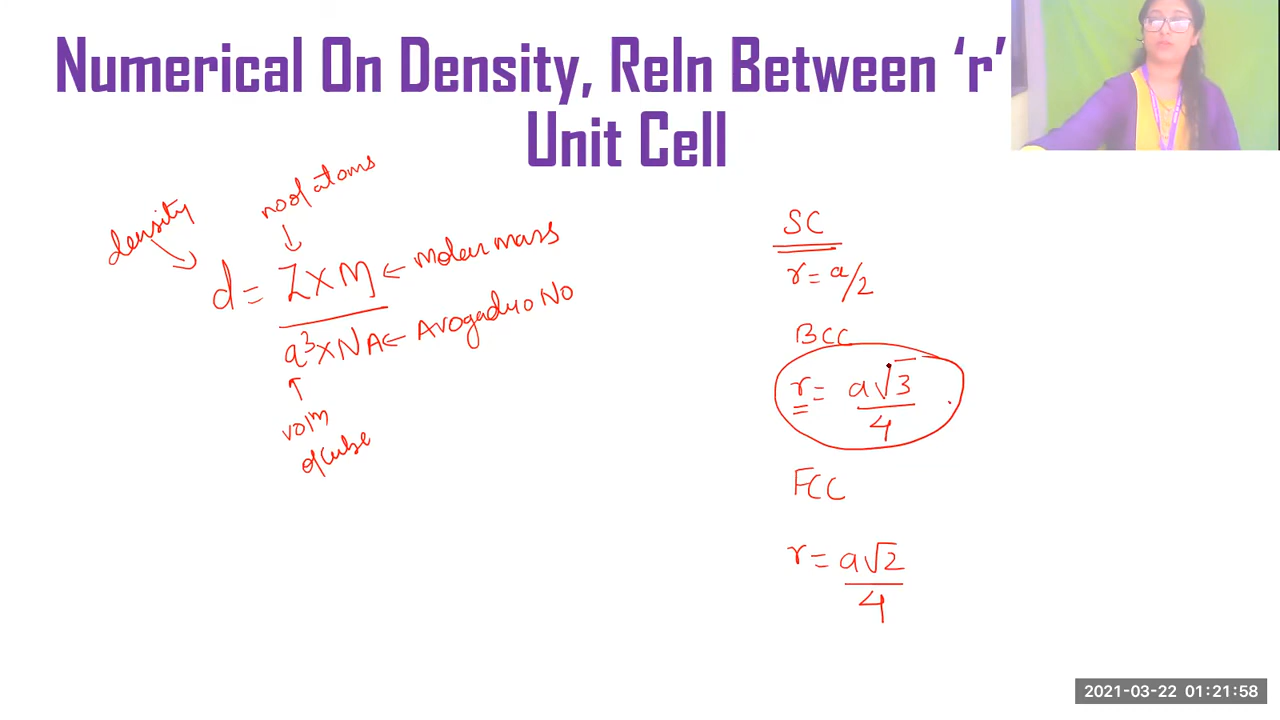 Numerical On Density, Reln Between ‘r’
Unit Cell
density
no of atoms
d = Z×M ← Molar mass
a³×NA ← Avogadro No
volm
of cube
SC
r = a/2
BCC
r = a√3
4
FCC
r = a√2
4
2021-03-22 01:21:58